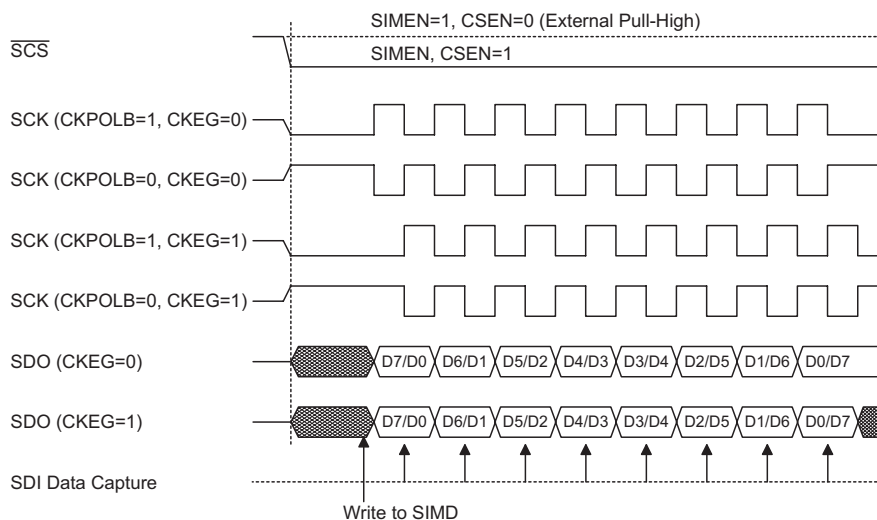 SIMEN=1, CSEN=0 (External Pull-High)
SCS
SIMEN, CSEN=1
SCK (CKPOLB=1, CKEG=0)
SCK (CKPOLB=0, CKEG=0)
SCK (CKPOLB=1, CKEG=1)
SCK (CKPOLB=0, CKEG=1)
SDO (CKEG=0) D7/D0 D6/D1 D5/D2 D4/D3 D3/D4 D2/D5 D1/D6 D0/D7
SDO (CKEG=1) D7/D0 D6/D1 D5/D2 D4/D3 D3/D4 D2/D5 D1/D6 D0/D7
SDI Data Capture
Write to SIMD